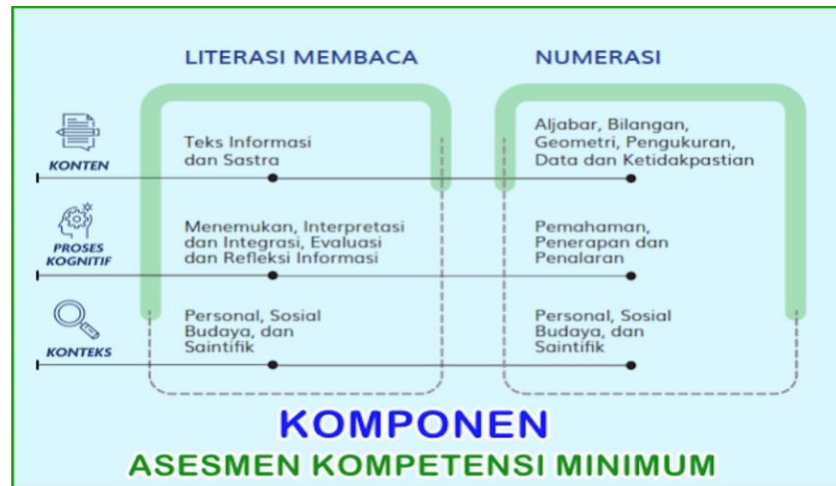 LITERASI MEMBACA
NUMERASI
KONTEN
Teks Informasi
dan Sastra
Aljabar, Bilangan,
Geometri, Pengukuran,
Data dan Ketidakpastian
PROSES
KOGNITIF
Menemukan, Interpretasi
dan Integrasi, Evaluasi
dan Refleksi Informasi
Pemahaman,
Penerapan dan
Penalaran
KONTEKS
Personal, Sosial
Budaya, dan
Saintifik
Personal, Sosial
Budaya, dan
Saintifik
KOMPONEN
ASESMEN KOMPETENSI MINIMUM